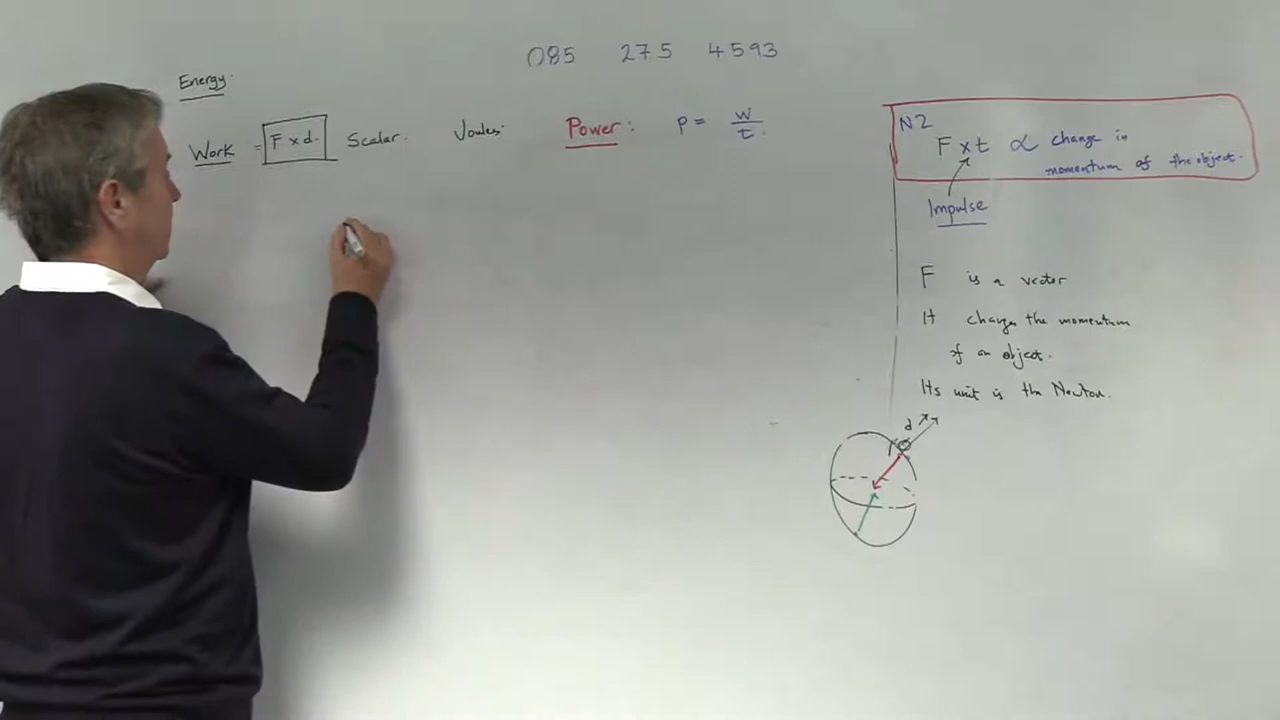 085 275 4593
Energy.
Work = F x d. Scalar. Joules. Power: P = W/t.
N2
F x t ∝ change in
momentum of the object.
Impulse
F is a vector
It changes the momentum
of an object.
Its unit is the Newton.
d